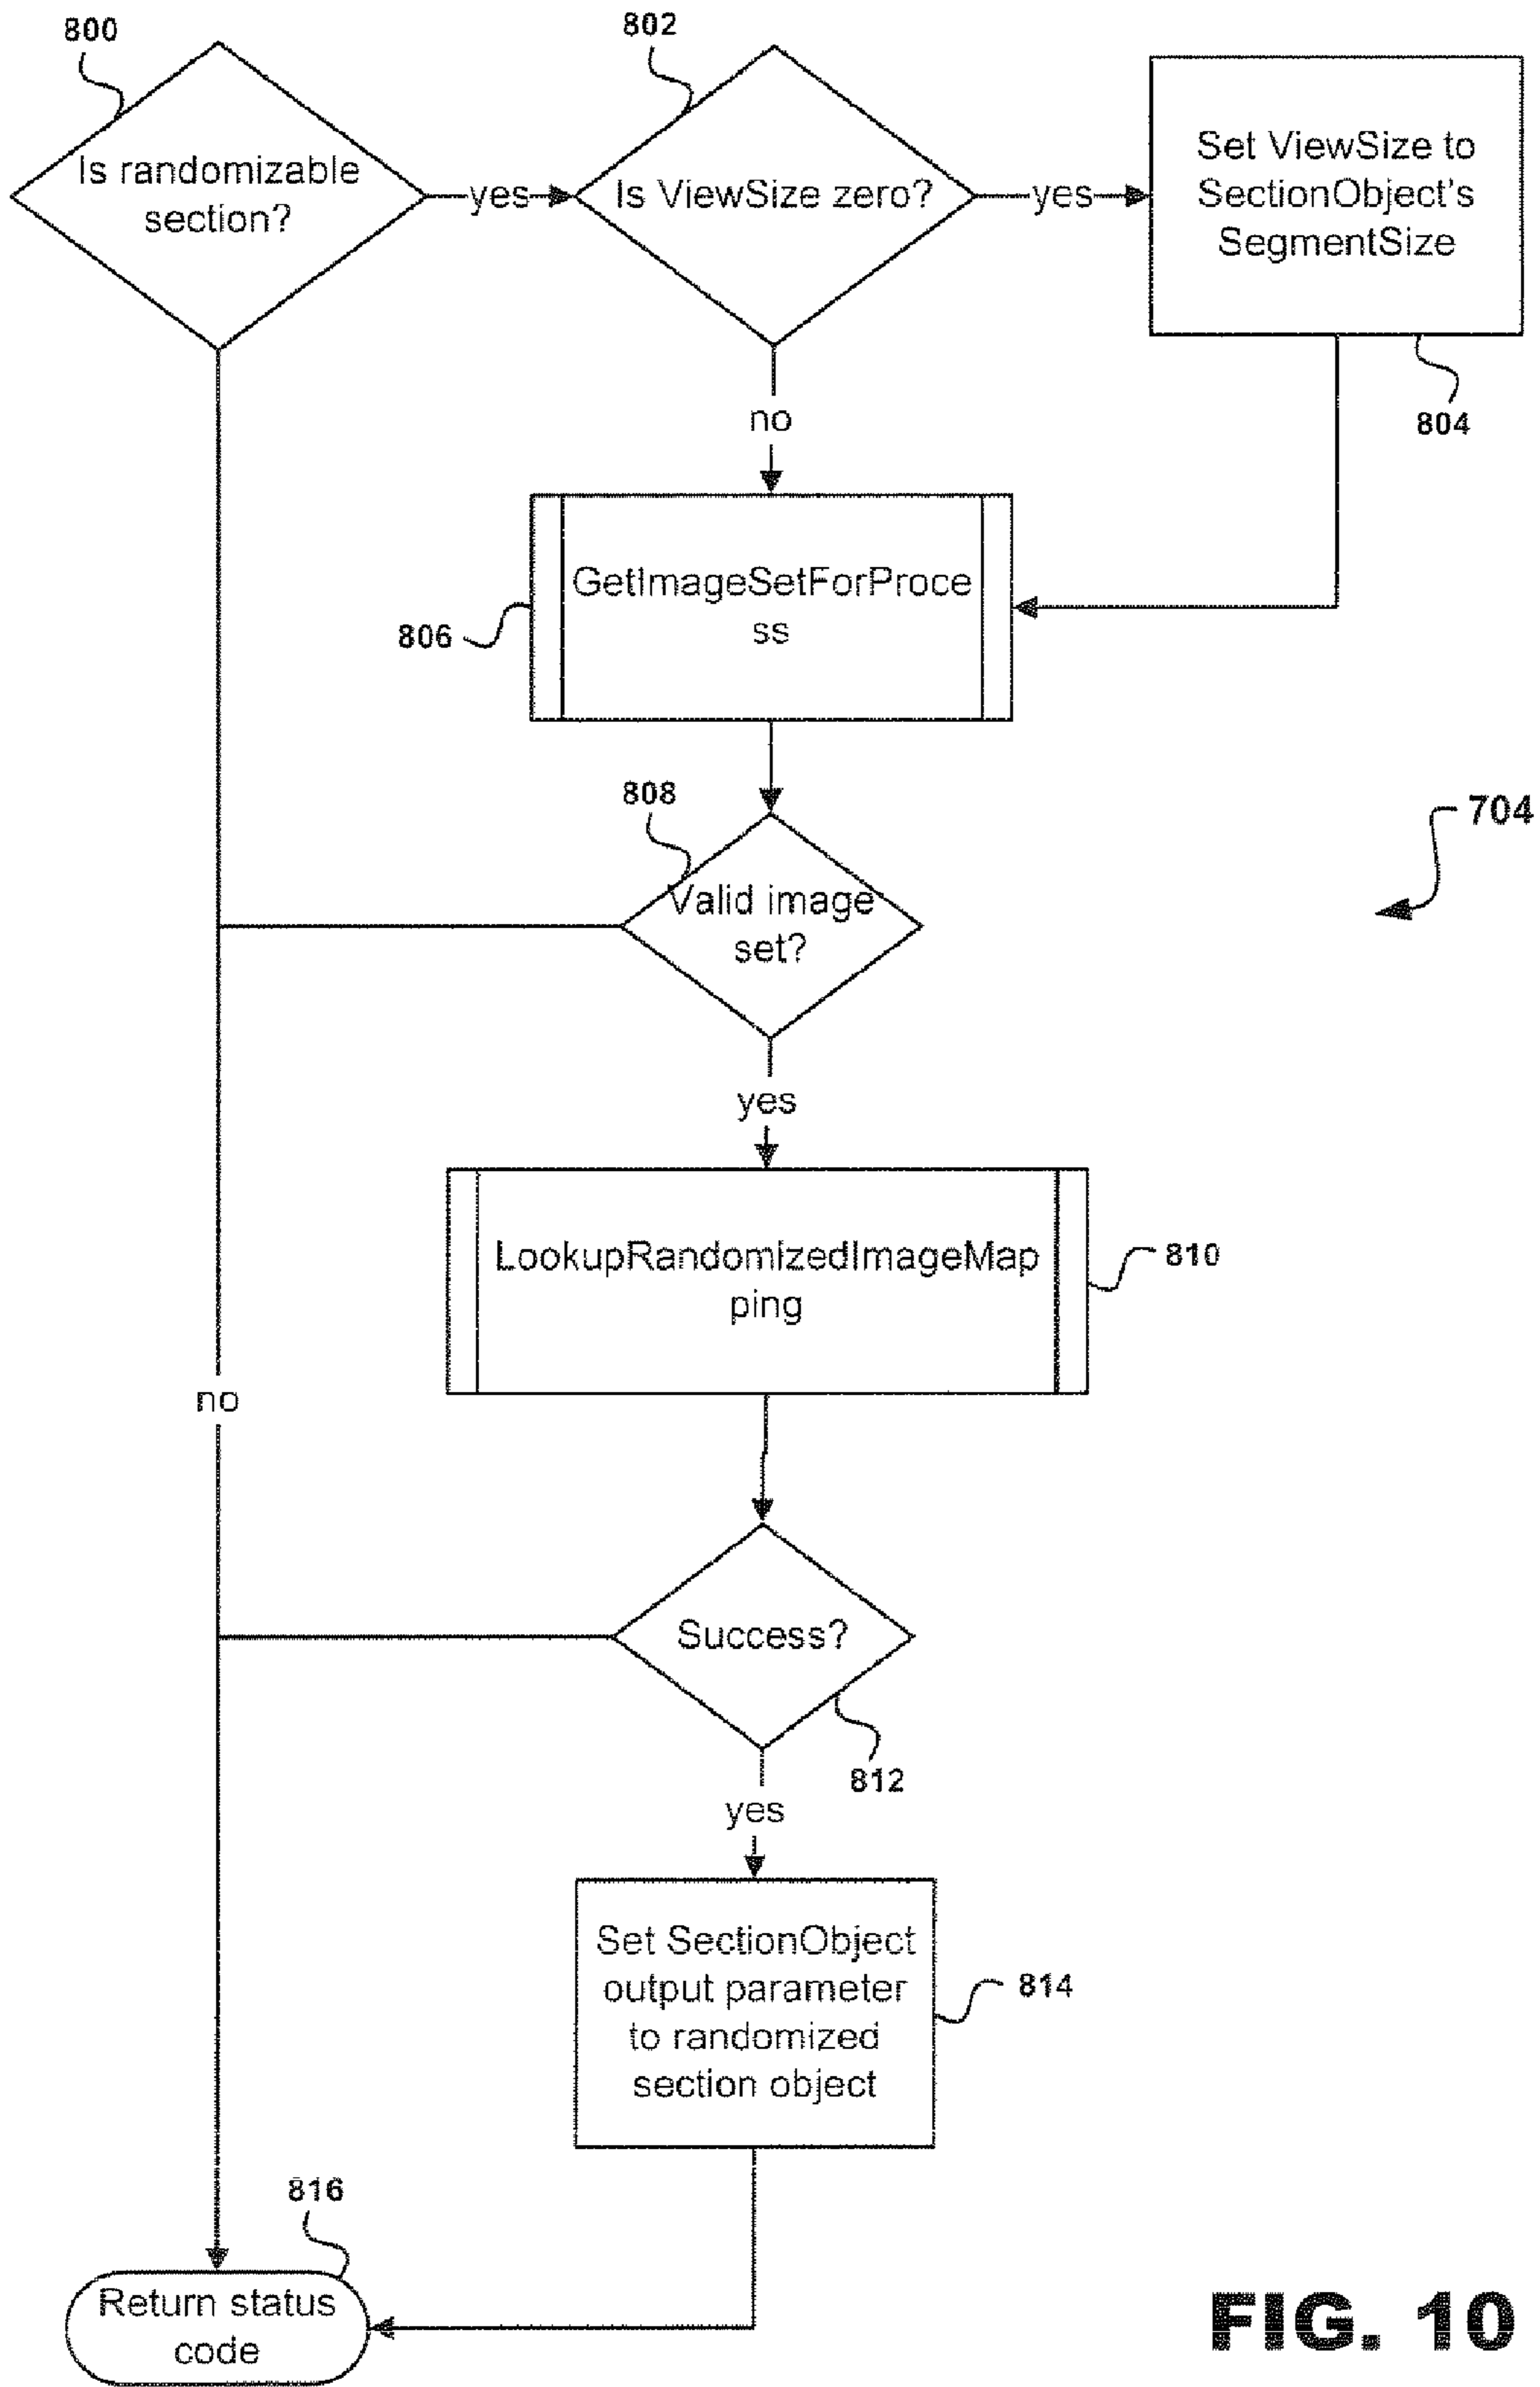 800
Is randomizable
section?
yes
802
Is ViewSize zero?
yes
Set ViewSize to
SectionObject's
SegmentSize
804
no
GetImageSetForProce
ss
806
808
Valid image
set?
704
yes
LookupRandomizedImageMap
ping
810
no
Success?
812
yes
Set SectionObject
output parameter
to randomized
section object
814
816
Return status
code
FIG. 10